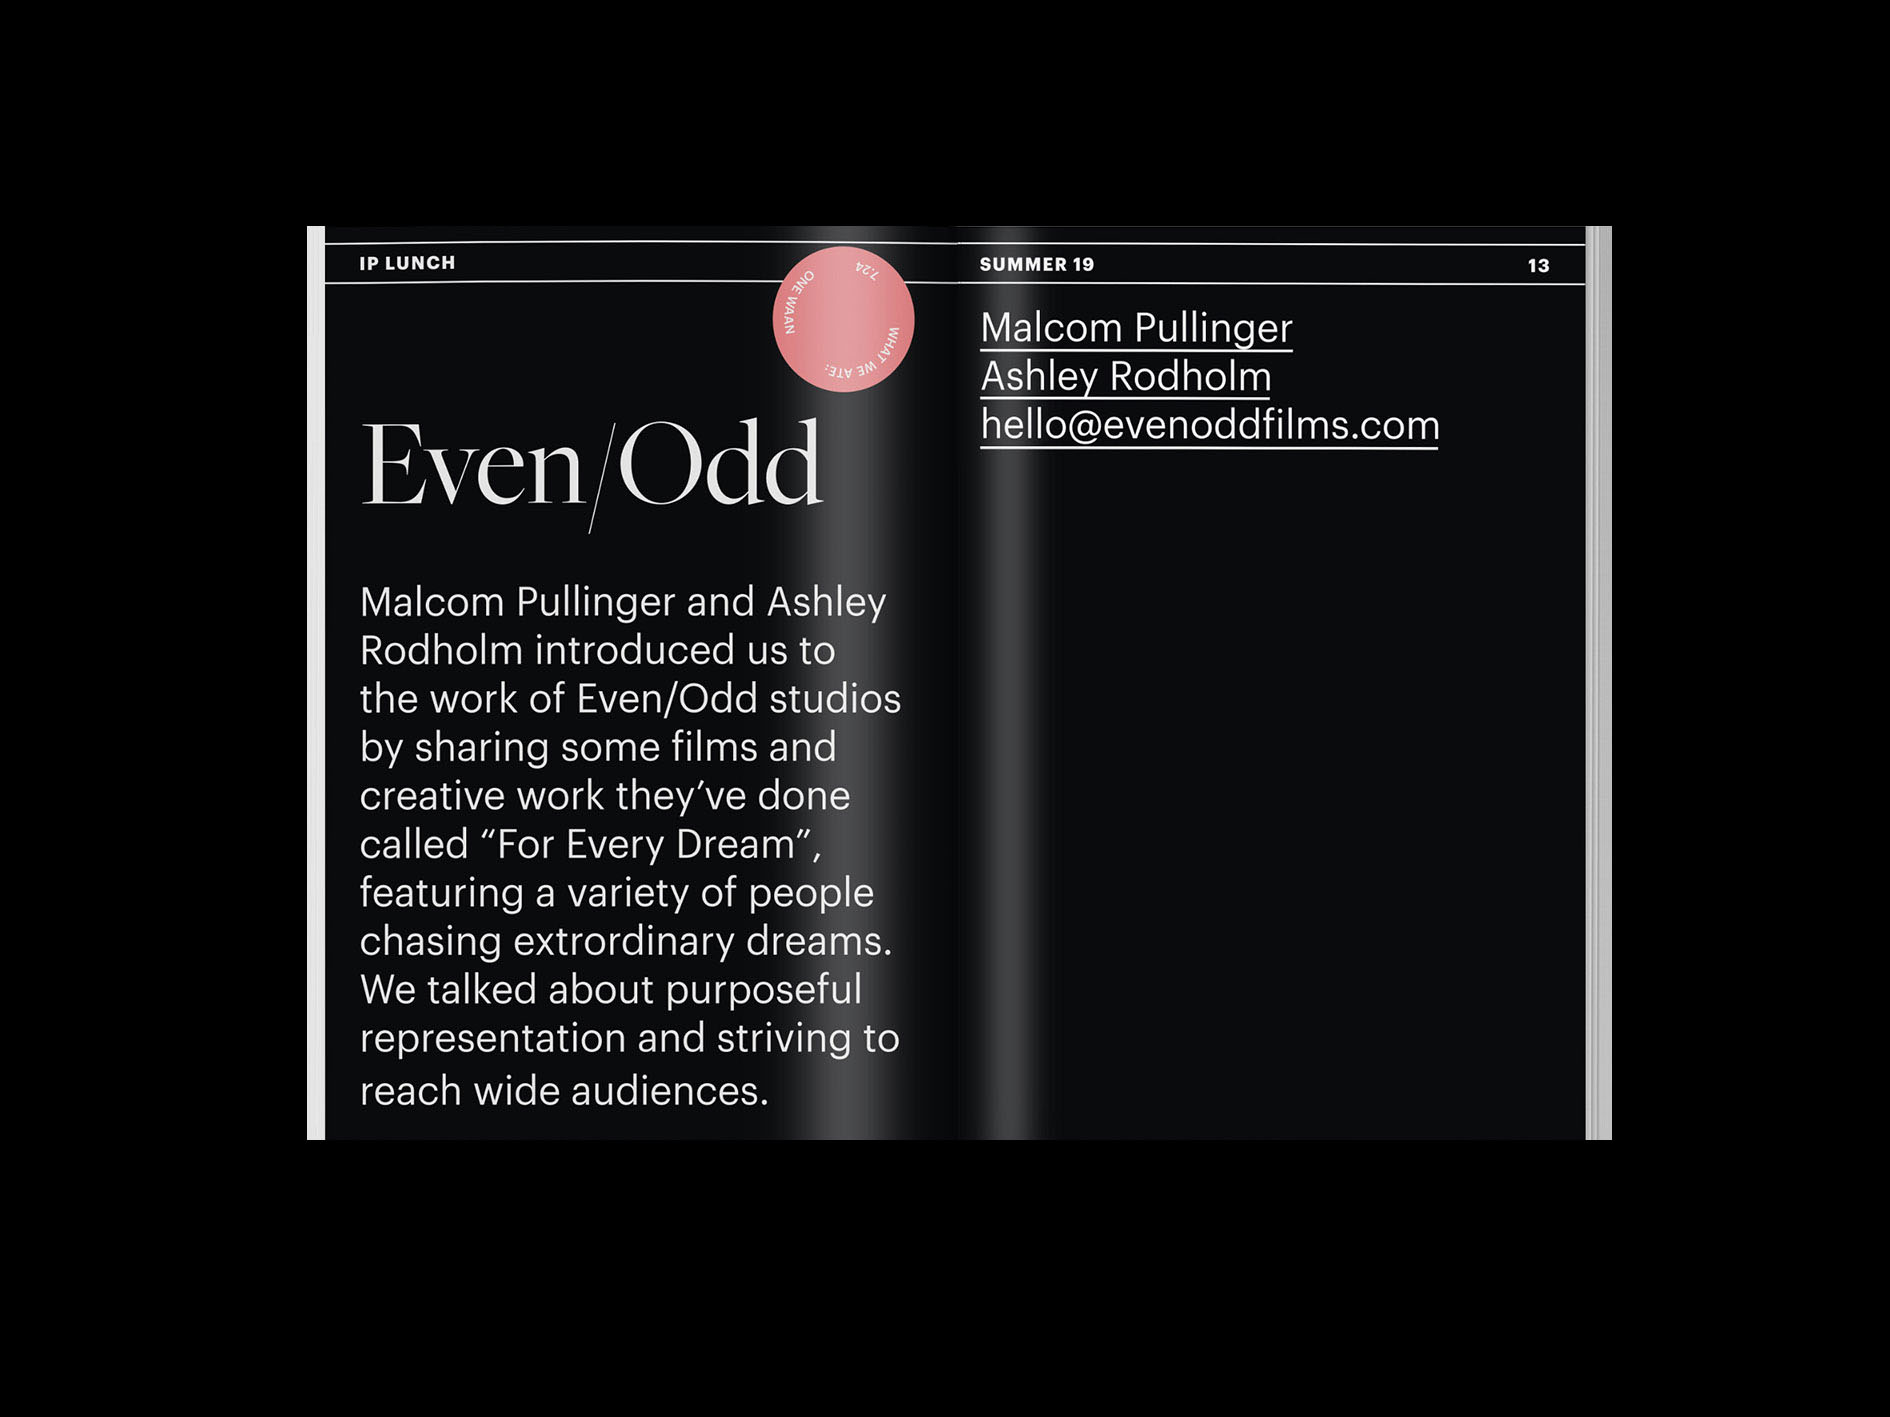 IP LUNCH
7.24
WHAT WE ATE:
ONE WAAN
Even/Odd
Malcom Pullinger and Ashley
Rodholm introduced us to
the work of Even/Odd studios
by sharing some films and
creative work they’ve done
called “For Every Dream”,
featuring a variety of people
chasing extrordinary dreams.
We talked about purposeful
representation and striving to
reach wide audiences.
SUMMER 19
13
Malcom Pullinger
Ashley Rodholm
hello@evenoddfilms.com